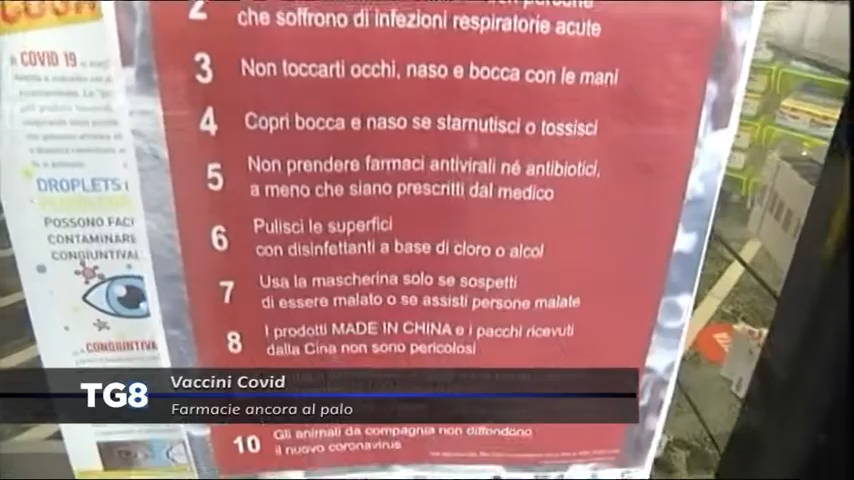 COVID 19
DROPLETS
POSSONO FACI
CONTAMINARE
CONGIUNTIVAL
CONGIUNTIVA
2
che soffrono di infezioni respiratorie acute
3 Non toccarti occhi, naso e bocca con le mani
4 Copri bocca e naso se starnutisci o tossisci
5 Non prendere farmaci antivirali né antibiotici,
a meno che siano prescritti dal medico
6 Pulisci le superfici
con disinfettanti a base di cloro o alcol
7 Usa la mascherina solo se sospetti
di essere malato o se assisti persone malate
8 I prodotti MADE IN CHINA e i pacchi ricevuti
dalla Cina non sono pericolosi
TG8 Vaccini Covid
Farmacie ancora al palo
10 Gli animali da compagnia non diffondono
il nuovo coronavirus